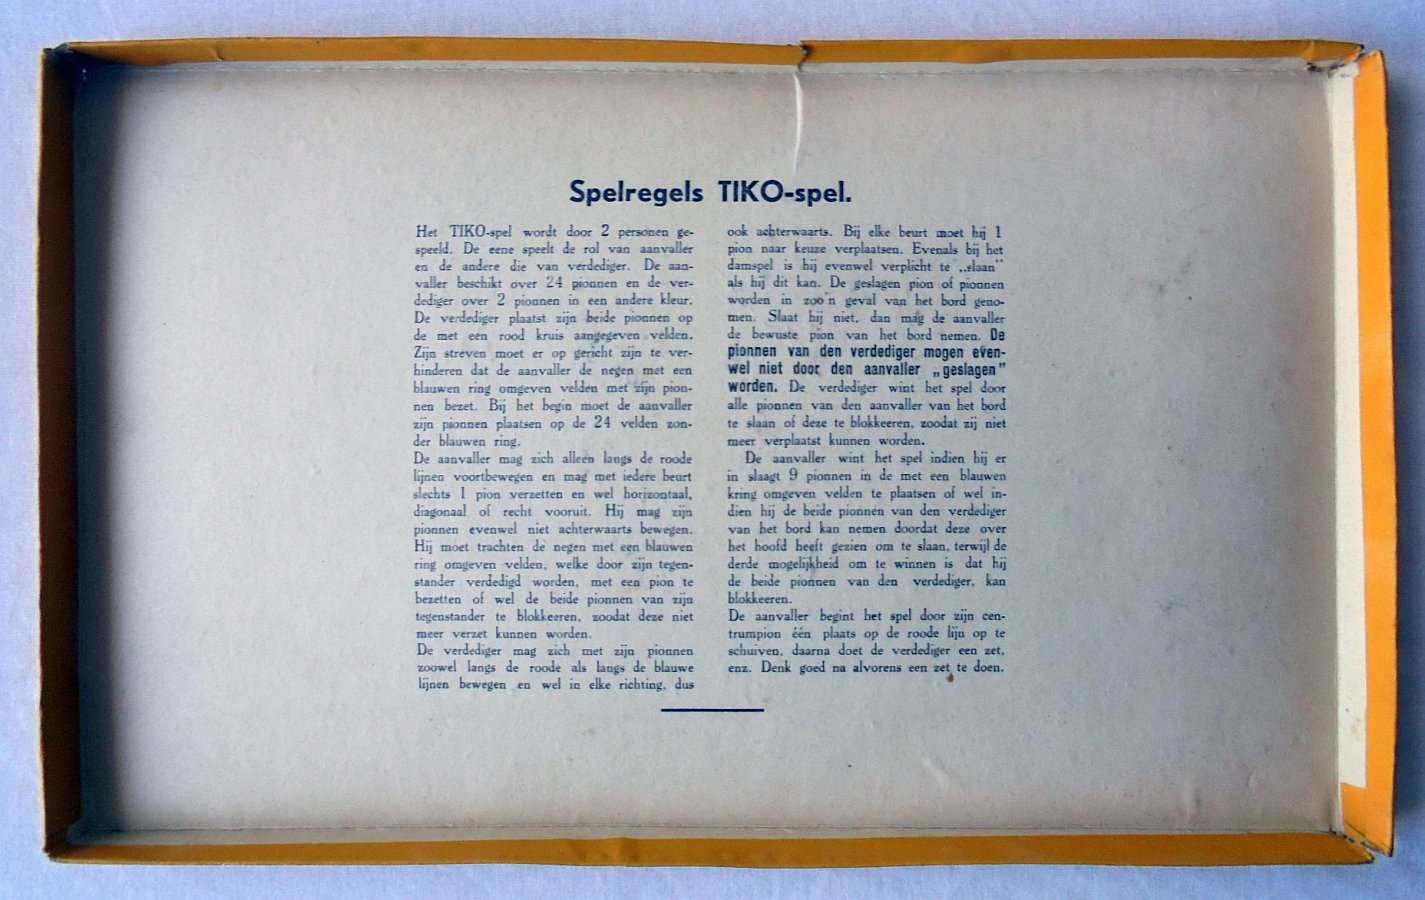 Spelregels TIKO-spel.
Het TIKO-spel wordt door 2 personen ge-
speeld. De eene speelt de rol van aanvaller
en de andere die van verdediger. De aan-
valler beschikt over 24 pionnen en de ver-
dediger over 2 pionnen in een andere kleur.
De verdediger plaatst zijn beide pionnen op
de met een rood kruis aangegeven velden.
Zijn streven moet er op gericht zijn te ver-
hinderen dat de aanvaller de negen met een
blauwen ring omgeven velden met zijn pion-
nen bezet. Bij het begin moet de aanvaller
zijn pionnen plaatsen op de 24 velden zon-
der blauwen ring.
De aanvaller mag zich alleen langs de roode
lijnen voortbewegen en mag met iedere beurt
slechts 1 pion verzetten en wel horizontaal,
diagonaal of recht vooruit. Hij mag zijn
pionnen evenwel niet achterwaarts bewegen.
Hij moet trachten de negen met een blauwen
ring omgeven velden, welke door zijn tegen-
stander verdedigd worden, met een pion te
bezetten of wel de beide pionnen van zijn
tegenstander te blokkeeren, zoodat deze niet
meer verzet kunnen worden.
De verdediger mag zich met zijn pionnen
zoowel langs de roode als langs de blauwe
lijnen bewegen en wel in elke richting, dus
ook achterwaarts. Bij elke beurt moet hij 1
pion naar keuze verplaatsen. Evenals bij het
damspel is hij evenwel verplicht te „slaan”
als hij dit kan. De geslagen pion of pionnen
worden in zoo'n geval van het bord geno-
men. Slaat hij niet, dan mag de aanvaller
de bewuste pion van het bord nemen. De
pionnen van den verdediger mogen even-
wel niet door den aanvaller „geslagen”
worden. De verdediger wint het spel door
alle pionnen van den aanvaller van het bord
te slaan of deze te blokkeeren, zoodat zij niet
meer verplaatst kunnen worden.
De aanvaller wint het spel indien hij er
in slaagt 9 pionnen in de met een blauwen
kring omgeven velden te plaatsen of wel in-
dien hij de beide pionnen van den verdediger
van het bord kan nemen doordat deze over
het hoofd heeft gezien om te slaan, terwijl de
derde mogelijkheid om te winnen is dat hij
de beide pionnen van den verdediger, kan
blokkeeren.
De aanvaller begint het spel door zijn cen-
trumpion één plaats op de roode lijn op te
schuiven, daarna doet de verdediger een zet,
enz. Denk goed na alvorens een zet te doen.